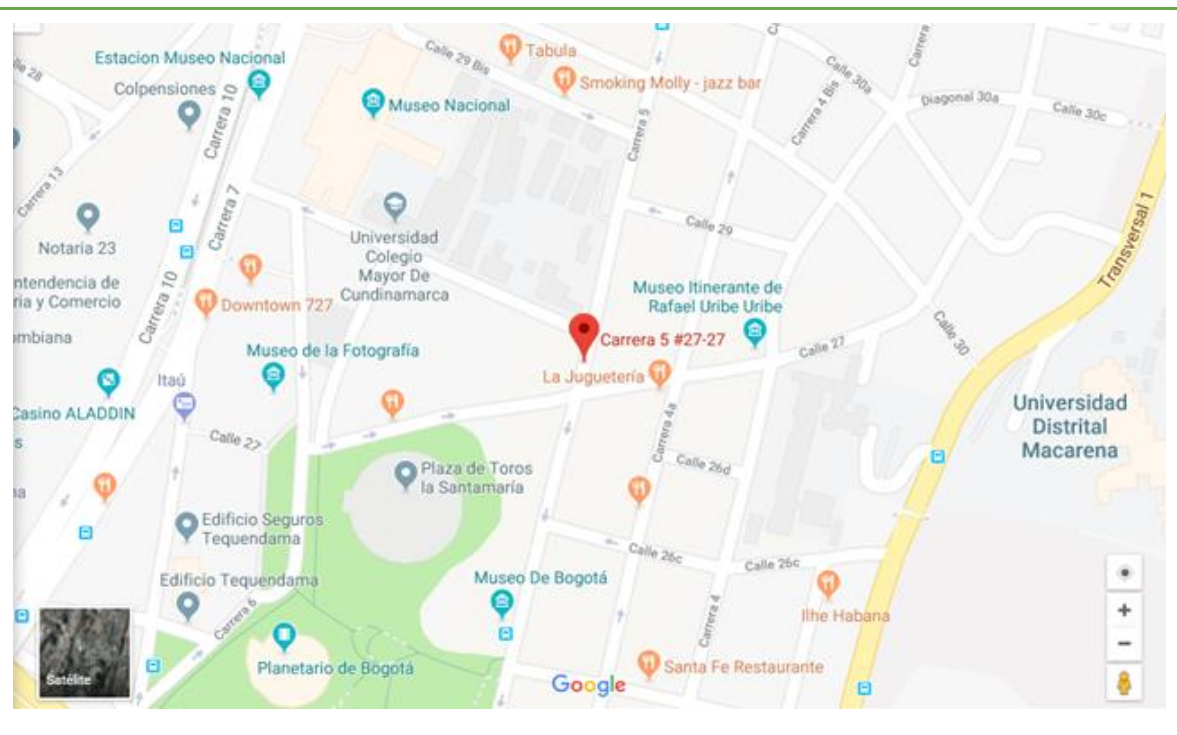 Estacion Museo Nacional
Colpensiones
Calle 29 Bis
Tabula
Smoking Molly - jazz bar
Calle 30a
Carrera
Diagonal 30a
Calle 30c
Carrera 4 Bis
Museo Nacional
Carrera 10
Carrera 5
Carrera 13
Carrera 7
Notaria 23
Universidad
Colegio
Mayor De
Cundinamarca
Calle 29
Transversal 1
ntendencia de
ria y Comercio
Carrera 10
Downtown 727
Museo Itinerante de
Rafael Uribe Uribe
ombiana
Museo de la Fotografía
Carrera 5 #27-27
Calle 27
Calle 30
La Juguetería
Itaú
Casino ALADDIN
Calle 27
Carrera 4a
Calle 26d
Universidad
Distrital
Macarena
Plaza de Toros
la Santamaría
Edificio Seguros
Tequendama
Calle 26c
Calle 26c
Edificio Tequendama
Museo De Bogotá
Carrera 6
Carrera 4
Ilhe Habana
Planetario de Bogotá
Santa Fe Restaurante
Satélite
Google